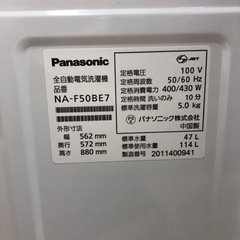 Panasonic
全自動電気洗濯機
品番
NA-F50BE7
外形寸法
幅 562 mm
奥行 572 mm
高さ 880 mm
JET
定格電圧 100 V
定格周波数 50/60 Hz
定格消費電力 400/430 W
定格時間 洗いのみ 10 分
標準洗濯容量 5.0 kg
パナソニック株式会社
中国製
標準水量 47 L
標準使用水量 114 L
製造番号 2011400941